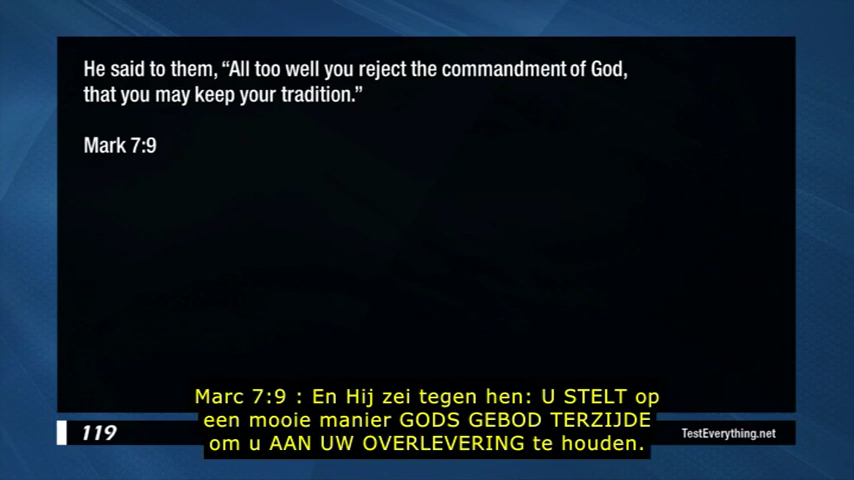 He said to them, “All too well you reject the commandment of God,
that you may keep your tradition.”
Mark 7:9
Marc 7:9 : En Hij zei tegen hen: U STELT op
een mooie manier GODS GEBOD TERZIJDE
om u AAN UW OVERLEVERING te houden.
119
TestEverything.net